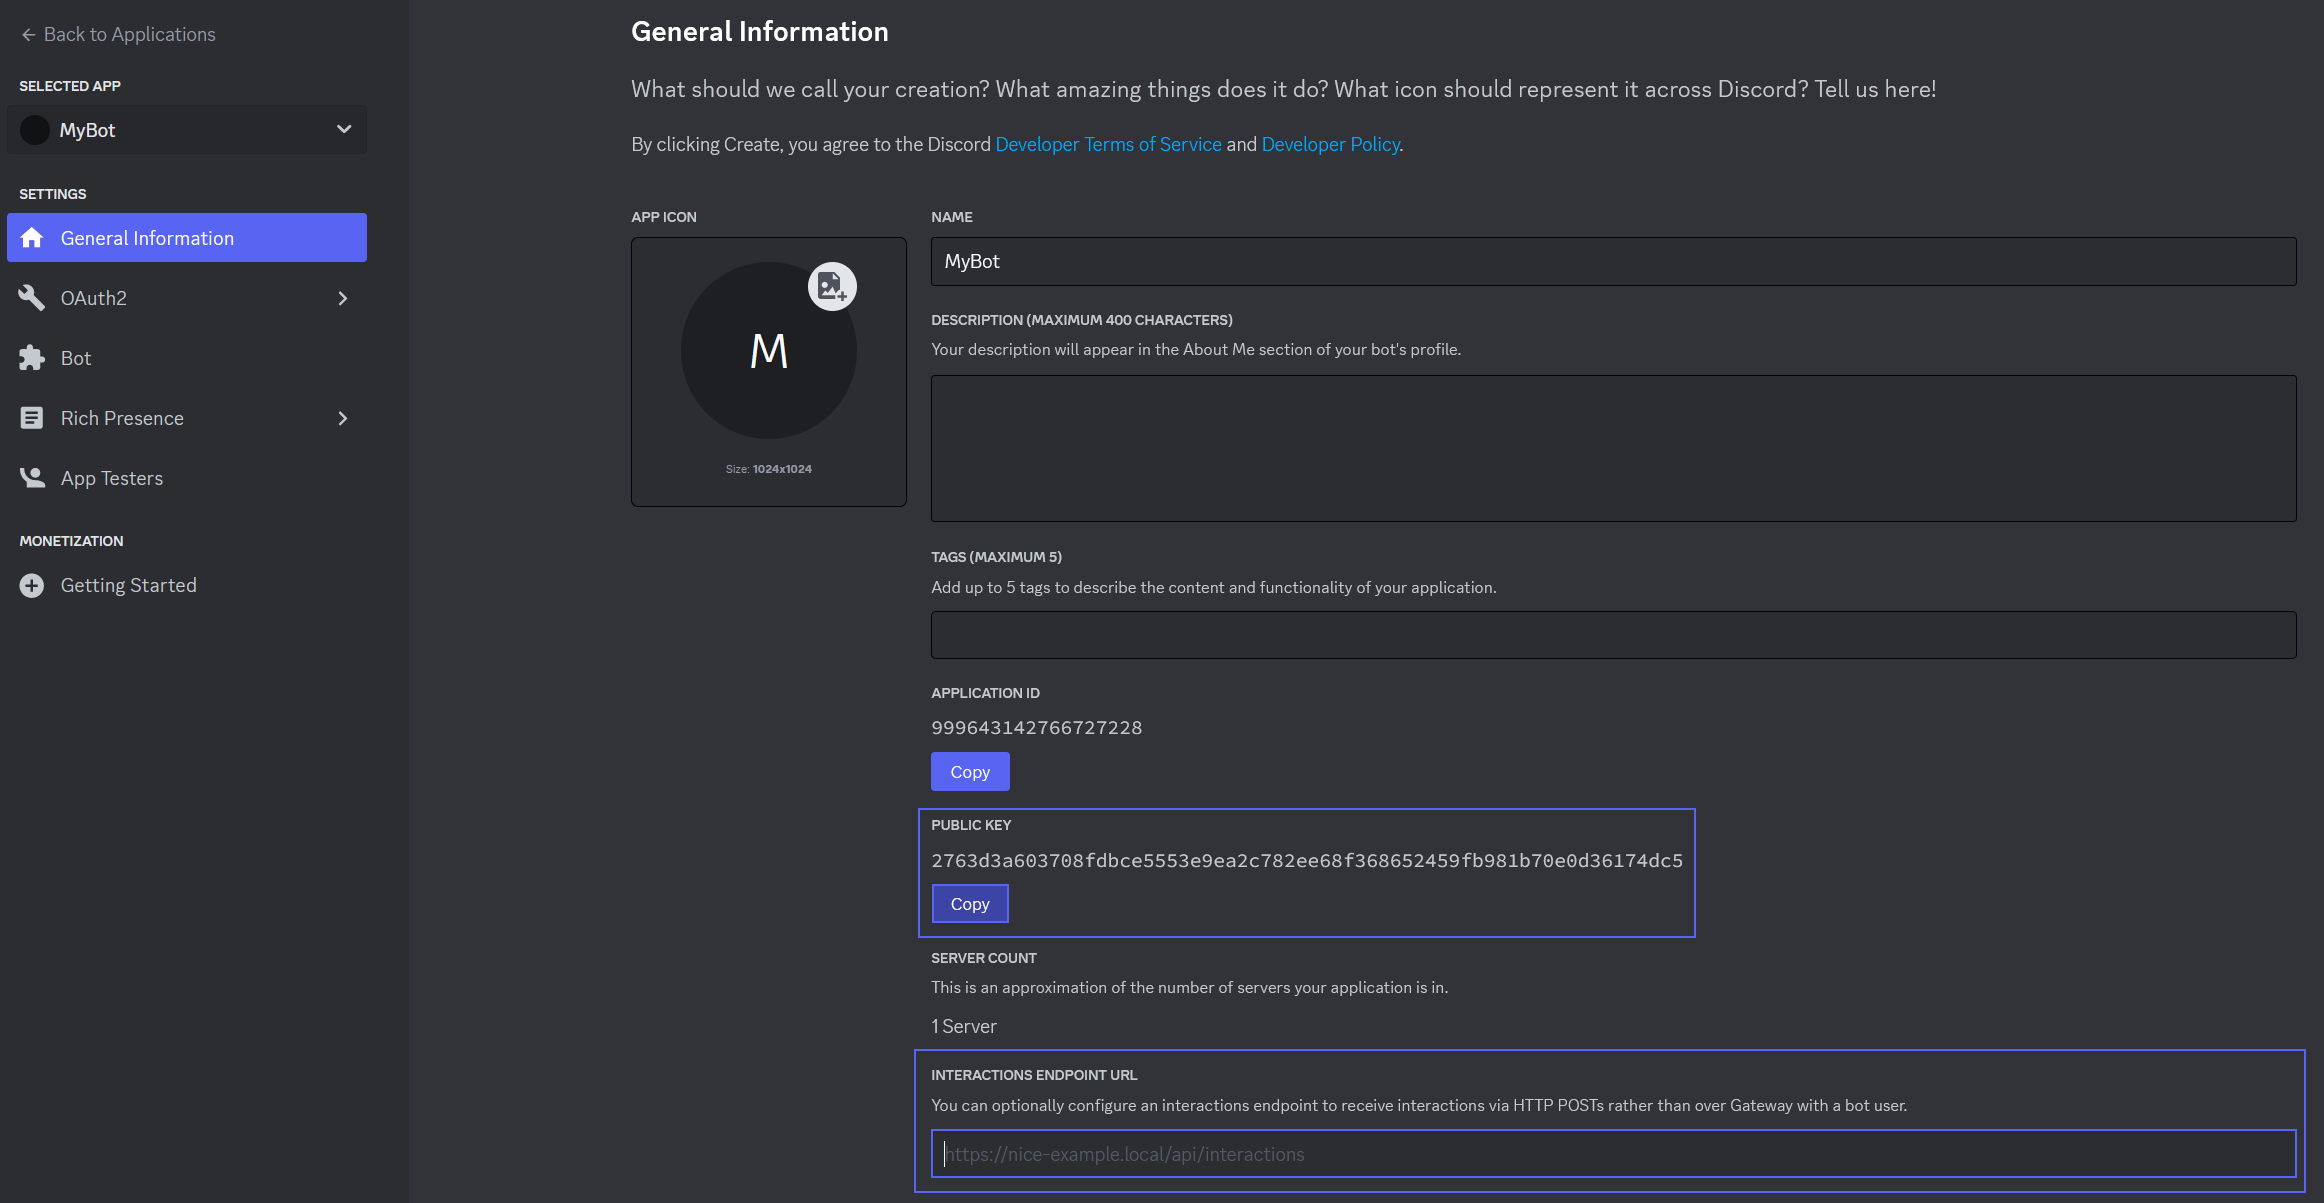 Back to Applications
SELECTED APP
MyBot
SETTINGS
General Information
OAuth2
Bot
Rich Presence
App Testers
MONETIZATION
Getting Started
General Information
What should we call your creation? What amazing things does it do? What icon should represent it across Discord? Tell us here!
By clicking Create, you agree to the Discord Developer Terms of Service and Developer Policy.
APP ICON
M
Size: 1024x1024
NAME
MyBot
DESCRIPTION (MAXIMUM 400 CHARACTERS)
Your description will appear in the About Me section of your bot's profile.
TAGS (MAXIMUM 5)
Add up to 5 tags to describe the content and functionality of your application.
APPLICATION ID
999643142766727228
Copy
PUBLIC KEY
2763d3a603708fdbce5553e9ea2c782ee68f368652459fb981b70e0d36174dc5
Copy
SERVER COUNT
This is an approximation of the number of servers your application is in.
1 Server
INTERACTIONS ENDPOINT URL
You can optionally configure an interactions endpoint to receive interactions via HTTP POSTs rather than over Gateway with a bot user.
https://nice-example.local/api/interactions